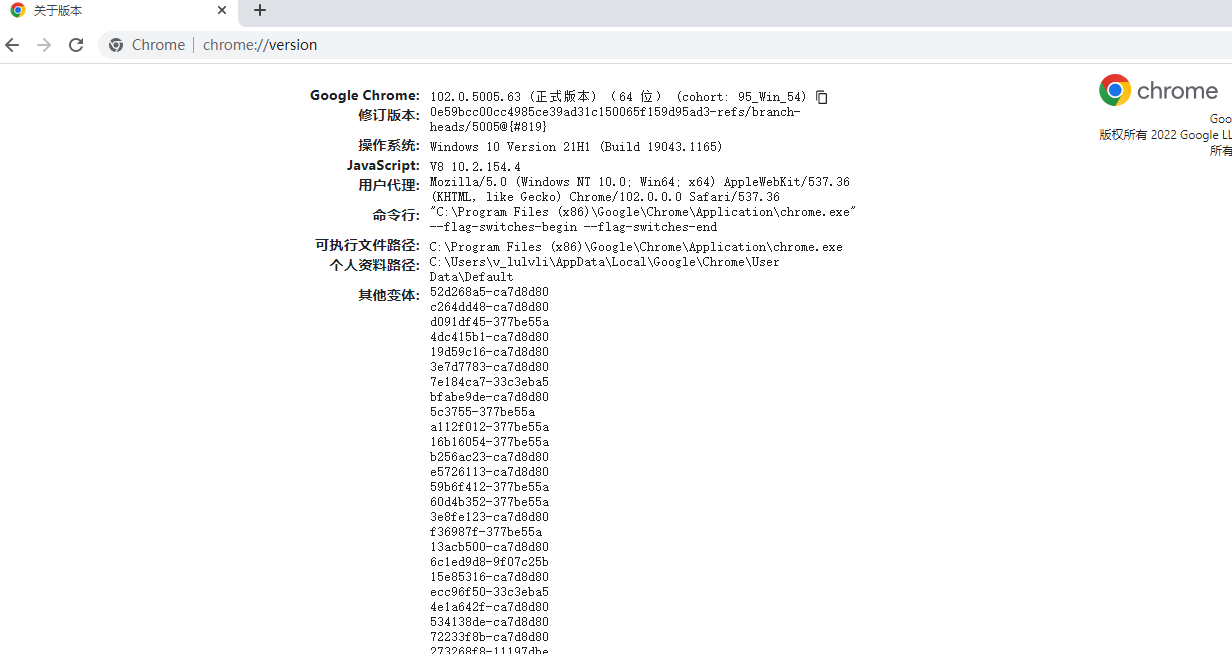 关于版本
Chrome | chrome://version
chrome
Goo
版权所有 2022 Google LL
所有
Google Chrome: 102.0.5005.63 (正式版本) (64 位) (cohort: 95_Win_54)
修订版本: 0e59bcc00cc4985ce39ad31c150065f159d95ad3-refs/branch-
heads/5005@{#819}
操作系统: Windows 10 Version 21H1 (Build 19043.1165)
JavaScript: V8 10.2.154.4
用户代理: Mozilla/5.0 (Windows NT 10.0; Win64; x64) AppleWebKit/537.36
(KHTML, like Gecko) Chrome/102.0.0.0 Safari/537.36
命令行: "C:\Program Files (x86)\Google\Chrome\Application\chrome.exe"
--flag-switches-begin --flag-switches-end
可执行文件路径: C:\Program Files (x86)\Google\Chrome\Application\chrome.exe
个人资料路径: C:\Users\v_lulvli\AppData\Local\Google\Chrome\User
Data\Default
其他变体: 52d268a5-ca7d8d80
c264dd48-ca7d8d80
d091df45-377be55a
4dc415b1-ca7d8d80
19d59c16-ca7d8d80
3e7d7783-ca7d8d80
7e184ca7-33c3eba5
bfabe9de-ca7d8d80
5c3755-377be55a
a112f012-377be55a
16b16054-377be55a
b256ac23-ca7d8d80
e5726113-ca7d8d80
59b6f412-377be55a
60d4b352-377be55a
3e8fe123-ca7d8d80
f36987f-377be55a
13acb500-ca7d8d80
6c1ed9d8-9f07c25b
15e85316-ca7d8d80
ecc96f50-33c3eba5
4e1a642f-ca7d8d80
534138de-ca7d8d80
72233f8b-ca7d8d80
273268f8-11197dbe